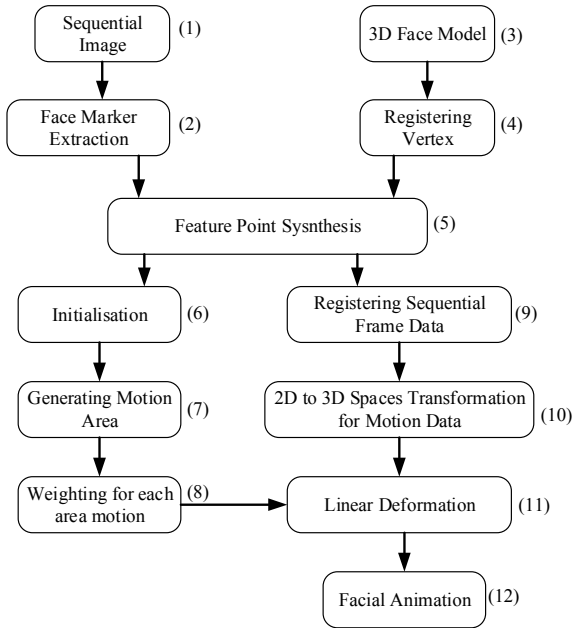 Sequential
Image
(1)
3D Face Model
(3)
Face Marker
Extraction
(2)
Registering
Vertex
(4)
Feature Point Sysnthesis
(5)
Initialisation
(6)
Registering Sequential
Frame Data
(9)
Generating Motion
Area
(7)
2D to 3D Spaces Transformation
for Motion Data
(10)
Weighting for each
area motion
(8)
Linear Deformation
(11)
Facial Animation
(12)